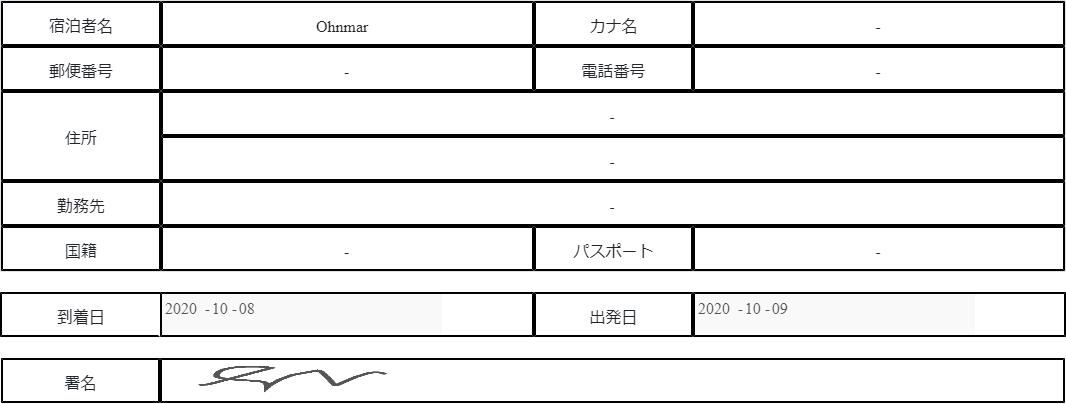 宿泊者名 Ohnmar カナ名 -
郵便番号 - 電話番号 -
住所 -
-
勤務先 -
国籍 - パスポート -
到着日 2020 -10 -08 出発日 2020 -10 -09
署名